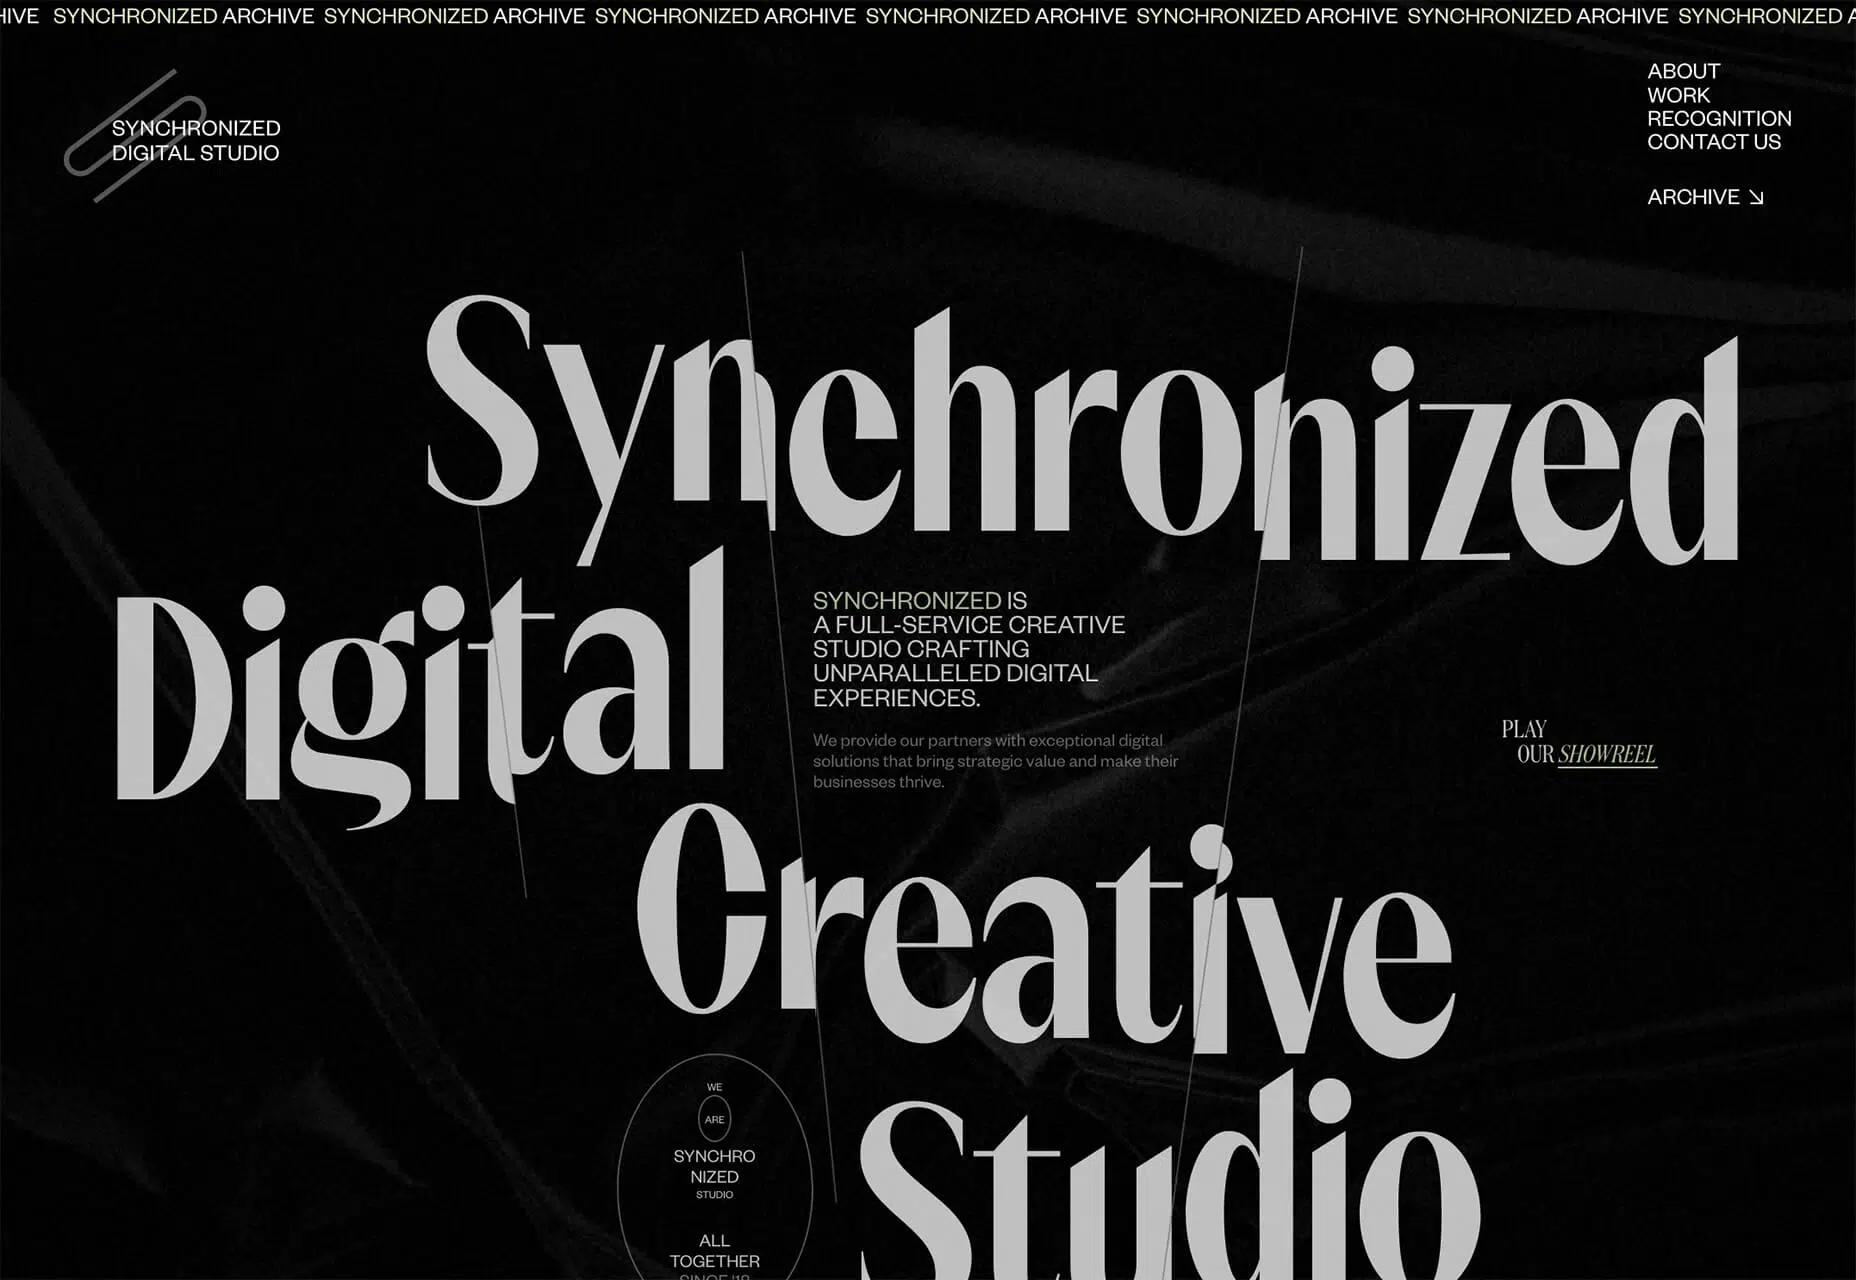 HIVE SYNCHRONIZED ARCHIVE SYNCHRONIZED ARCHIVE SYNCHRONIZED ARCHIVE SYNCHRONIZED ARCHIVE SYNCHRONIZED ARCHIVE SYNCHRONIZED ARCHIVE SYNCHRONIZED A
SYNCHRONIZED
DIGITAL STUDIO
ABOUT
WORK
RECOGNITION
CONTACT US
ARCHIVE ↘
Synchronized
Digital
SYNCHRONIZED IS
A FULL-SERVICE CREATIVE
STUDIO CRAFTING
UNPARALLELED DIGITAL
EXPERIENCES.
We provide our partners with exceptional digital
solutions that bring strategic value and make their
businesses thrive.
PLAY
OUR SHOWREEL
Creative
Studio
WE
ARE
SYNCHRO
NIZED
STUDIO
ALL
TOGETHER
SINCE '18